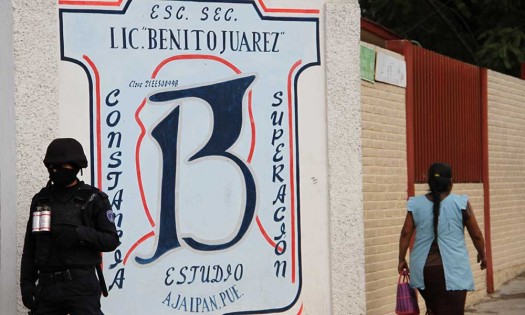 ESC. SEC.
LIC. "BENITO JUAREZ"
CONSTANCIA
B
SUPERACION
ESTUDIO
AJALPAN, PUE.